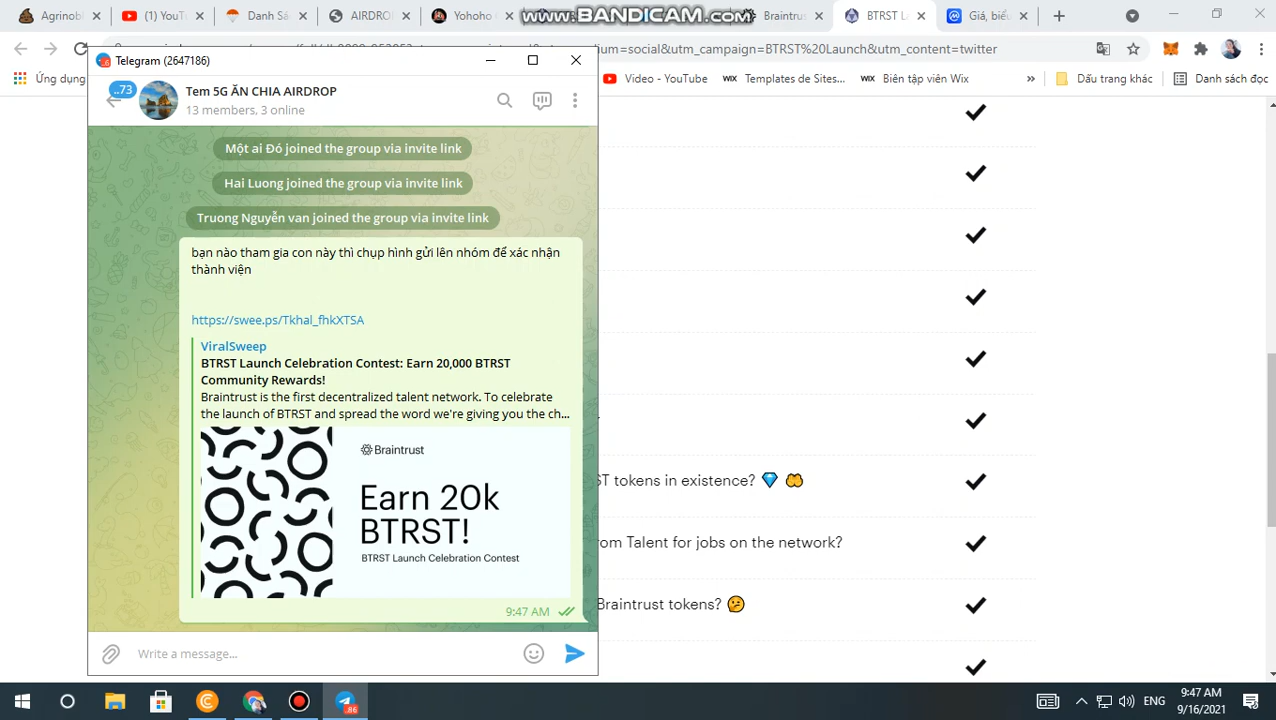 Agrinobl
(1) YouT
Danh Sá
AIRDROP
Yohoho
www.BANDICAM.com
Braintrust
BTRST L
Giá, biểu
m=social&utm_campaign=BTRST%20Launch&utm_content=twitter
Ứng dụng
Video - YouTube
Templates de Sites...
Biên tập viên Wix
Dấu trang khác
Danh sách đọc
Telegram (2647186)
..73
Tem 5G ĂN CHIA AIRDROP
13 members, 3 online
Một ai Đó joined the group via invite link
Hai Luong joined the group via invite link
Truong Nguyễn van joined the group via invite link
bạn nào tham gia con này thì chụp hình gửi lên nhóm để xác nhận
thành viện
https://swee.ps/Tkhal_fhkXTSA
ViralSweep
BTRST Launch Celebration Contest: Earn 20,000 BTRST
Community Rewards!
Braintrust is the first decentralized talent network. To celebrate
the launch of BTRST and spread the word we're giving you the ch...
Braintrust
Earn 20k
BTRST!
BTRST Launch Celebration Contest
9:47 AM
Write a message...
ST tokens in existence?
om Talent for jobs on the network?
Braintrust tokens?
.86
ENG
9:47 AM
9/16/2021